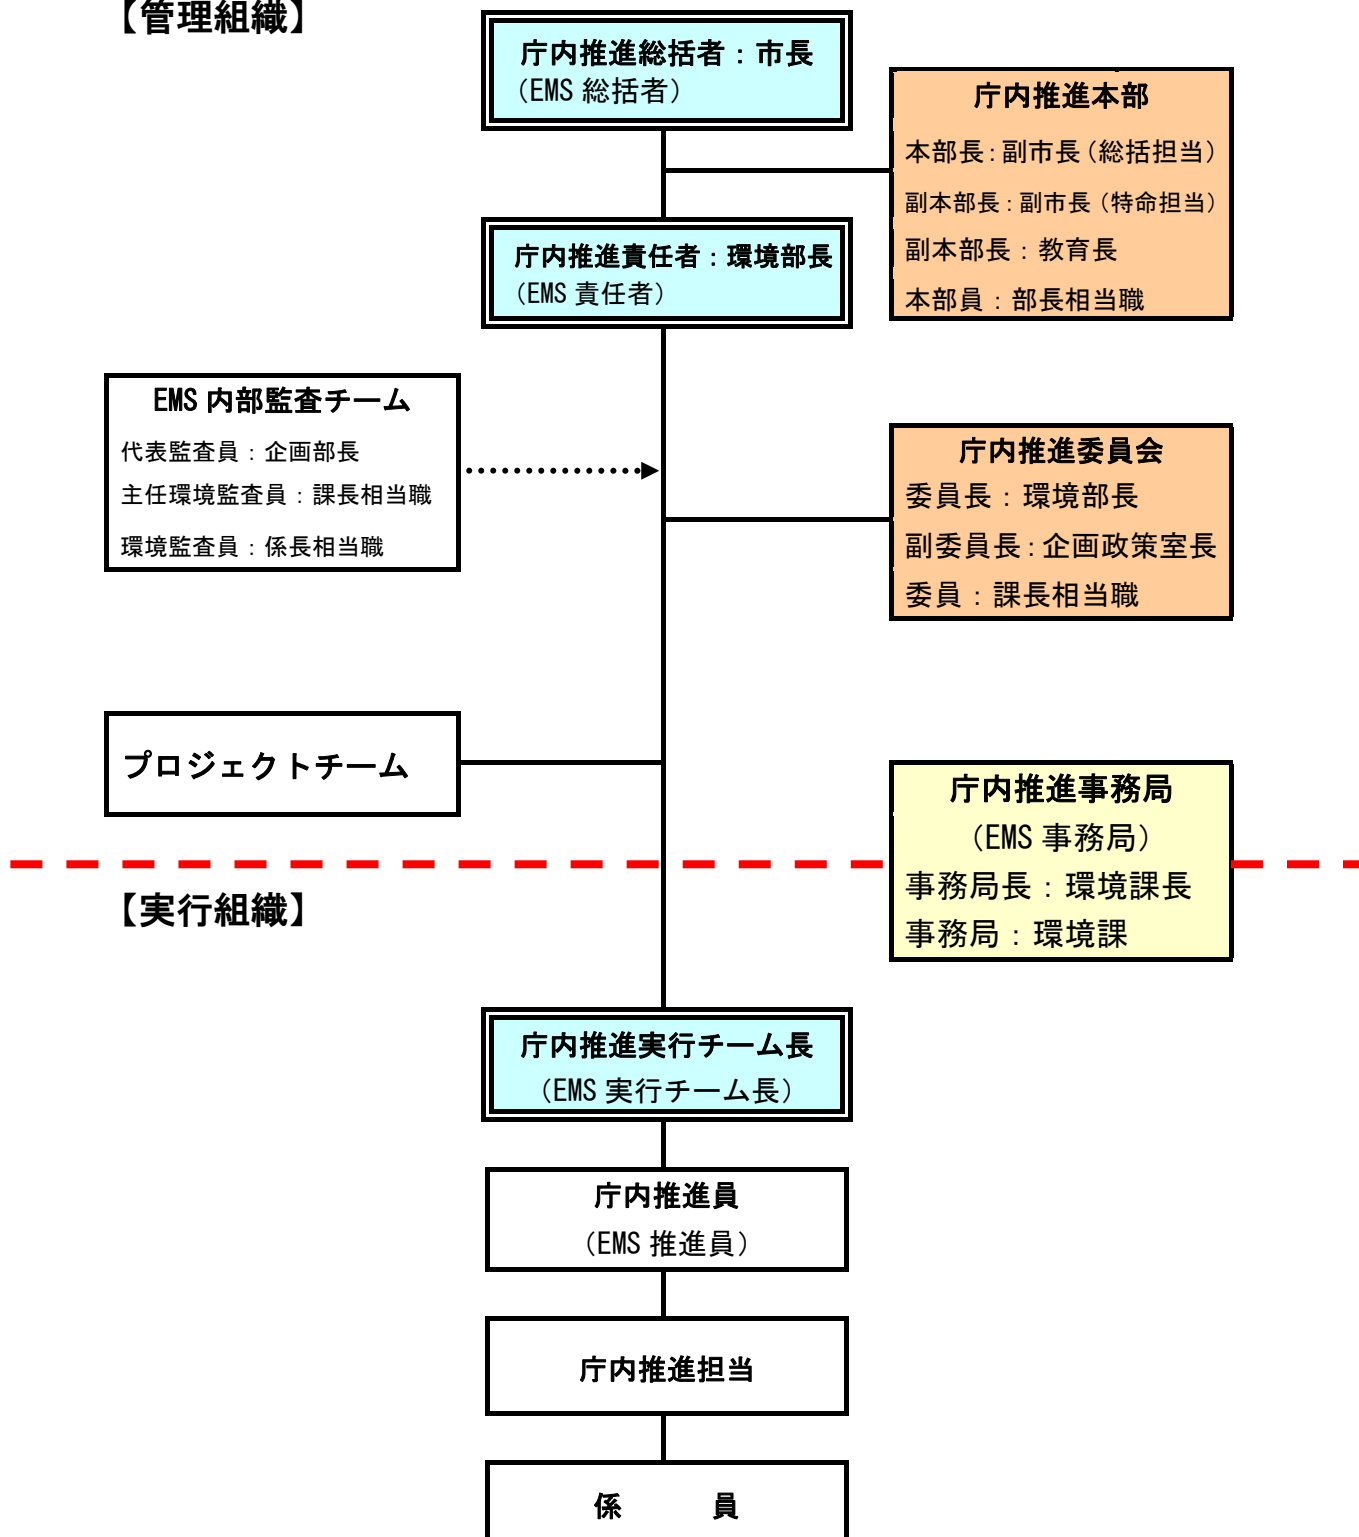 【管理組織】
庁内推進総括者：市長
（EMS 総括者）
庁内推進本部
本部長：副市長（総括担当）
副本部長：副市長（特命担当）
副本部長：教育長
本部員：部長相当職
庁内推進責任者：環境部長
（EMS 責任者）
EMS 内部監査チーム
代表監査員：企画部長
主任環境監査員：課長相当職
環境監査員：係長相当職
庁内推進委員会
委員長：環境部長
副委員長：企画政策室長
委員：課長相当職
プロジェクトチーム
庁内推進事務局
（EMS 事務局）
事務局長：環境課長
事務局：環境課
【実行組織】
庁内推進実行チーム長
（EMS 実行チーム長）
庁内推進員
（EMS 推進員）
庁内推進担当
係　　　員